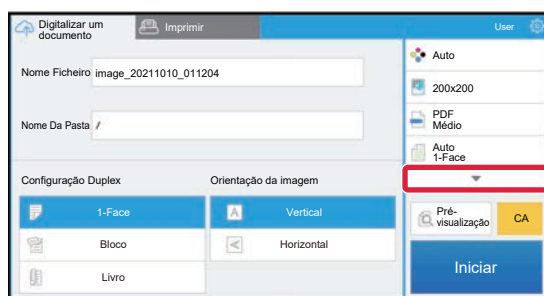 Digitalizar um
documento
Imprimir
User
Nome Ficheiro image_20211010_011204
Nome Da Pasta /
Auto
200x200
PDF
Médio
Auto
1-Face
Configuração Duplex
Orientação da imagem
1-Face
A Vertical
Bloco
A Horizontal
Livro
Pré-
visualização
CA
Iniciar